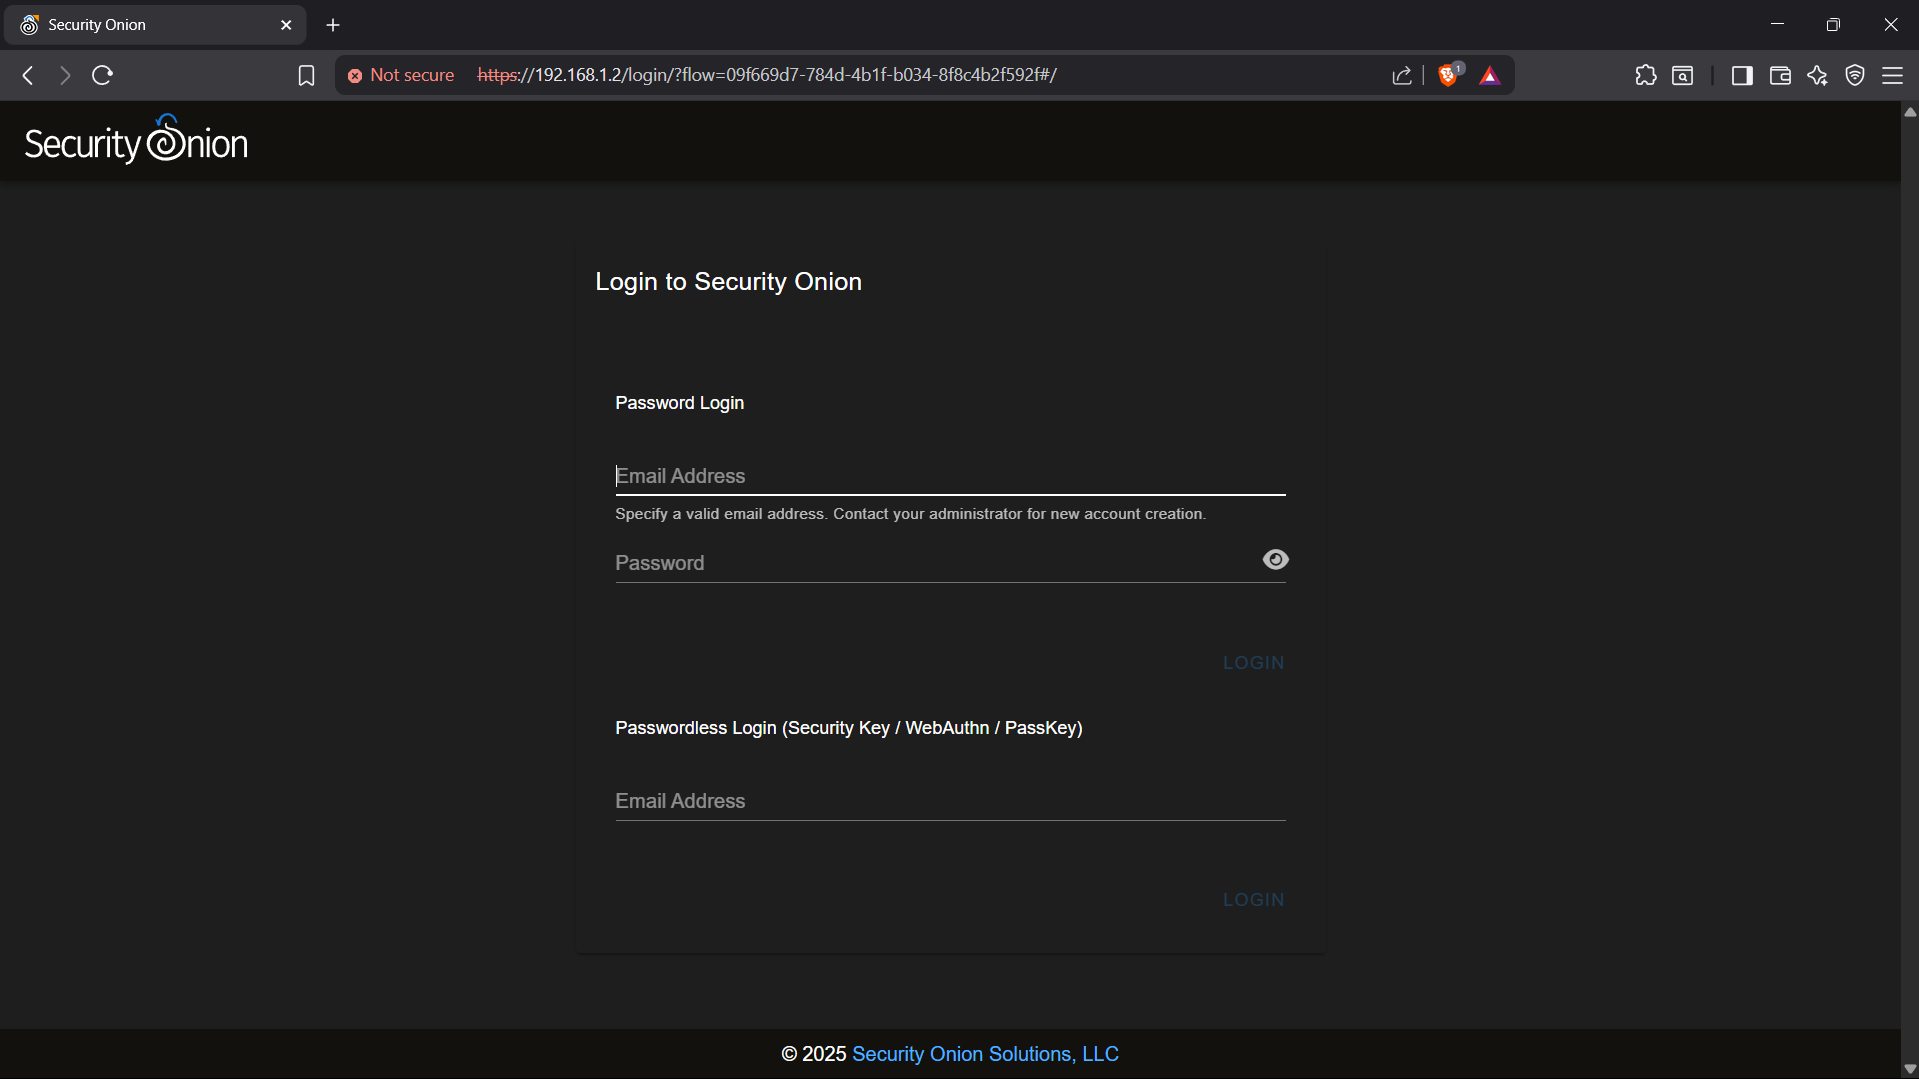 Security Onion
Not secure https://192.168.1.2/login/?flow=09f669d7-784d-4b1f-b034-8f8c4b2f592f#/
1
Security Onion
Login to Security Onion
Password Login
Email Address
Specify a valid email address. Contact your administrator for new account creation.
Password
LOGIN
Passwordless Login (Security Key / WebAuthn / PassKey)
Email Address
LOGIN
© 2025 Security Onion Solutions, LLC